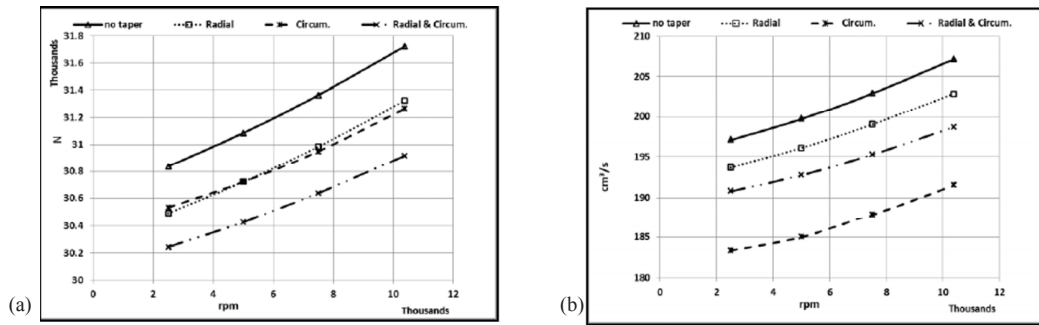 no taper Radial Circum. Radial & Circum.
Thousands
N
31.8
31.6
31.4
31.2
31
30.8
30.6
30.4
30.2
30
0 2 4 6 8 10 12
rpm
Thousands
(a)
no taper Radial Circum. Radial & Circum.
cm³/s
210
205
200
195
190
185
180
0 2 4 6 8 10 12
rpm
Thousands
(b)